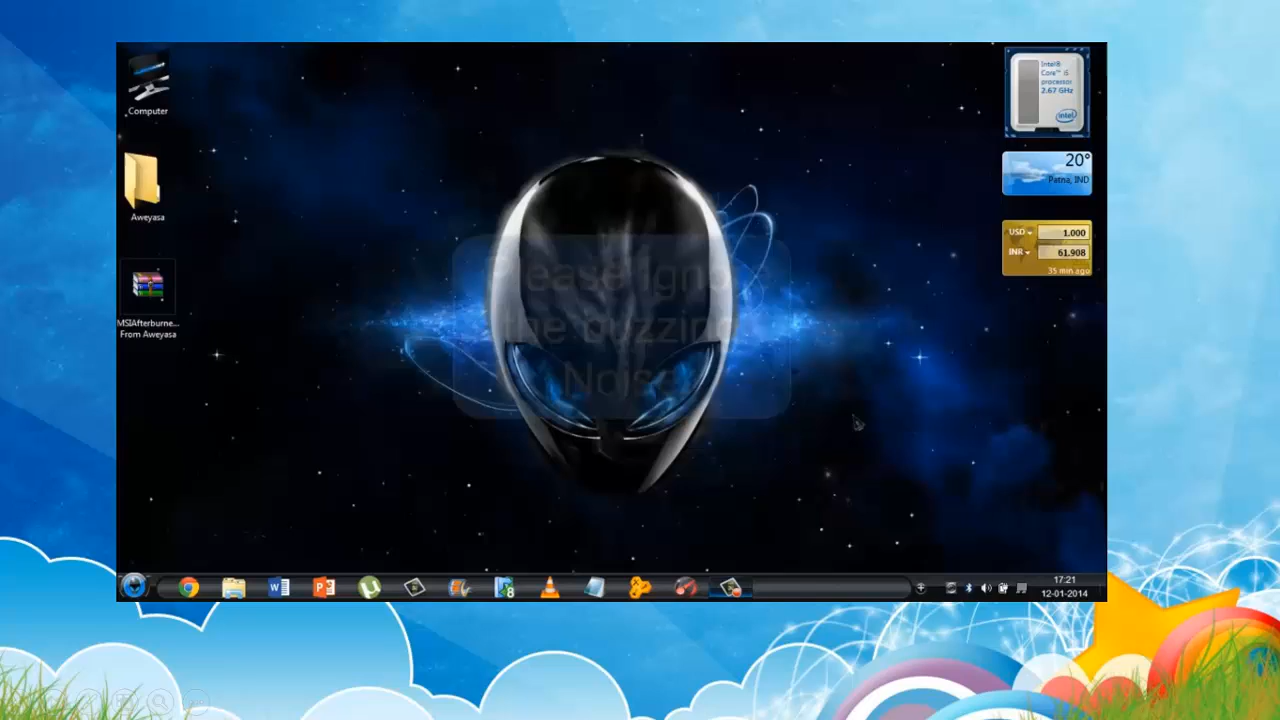 Computer
Aweyasa
MSIAfterburne...
From Aweyasa
Intel®
Core™ i5
processor
2.67 GHz
intel
20°
Patna, IND
USD
1.000
INR
61.908
35 min ago
Please Ignore
the buzzing
Noise
17:21
12-01-2014